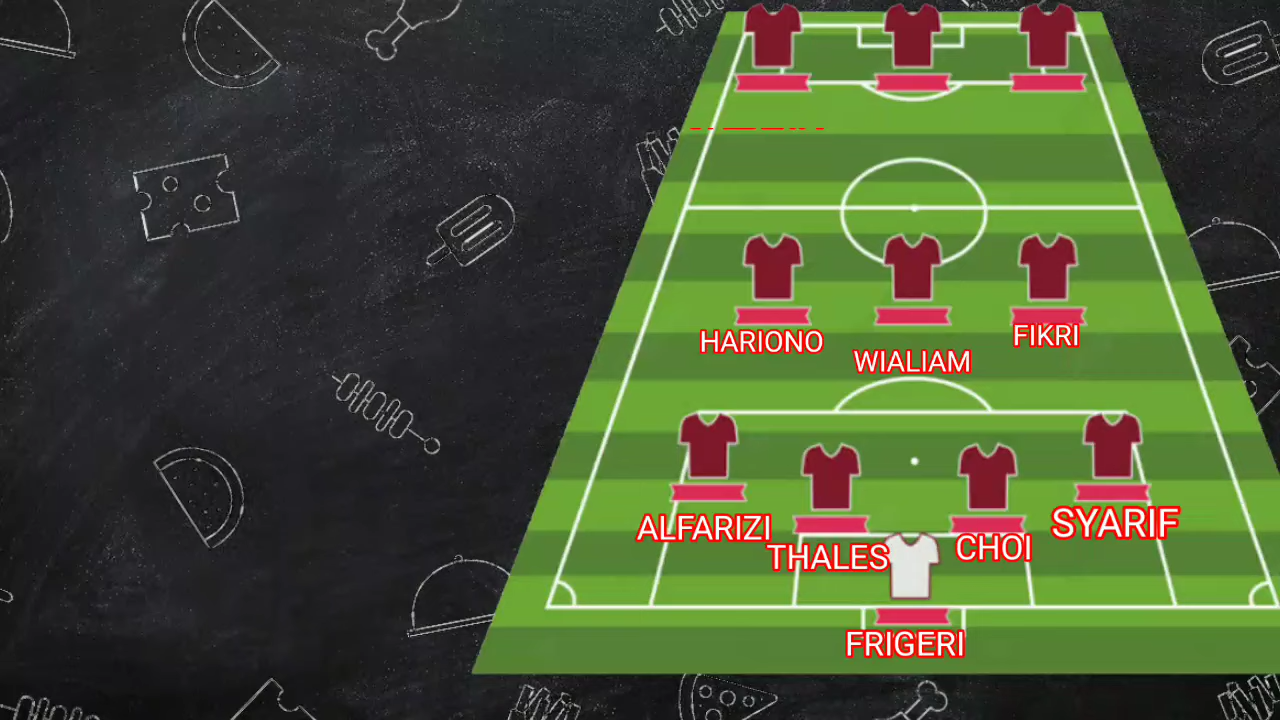 HARIONO
WIALIAM
FIKRI
ALFARIZI
THALES
CHOI
SYARIF
FRIGERI